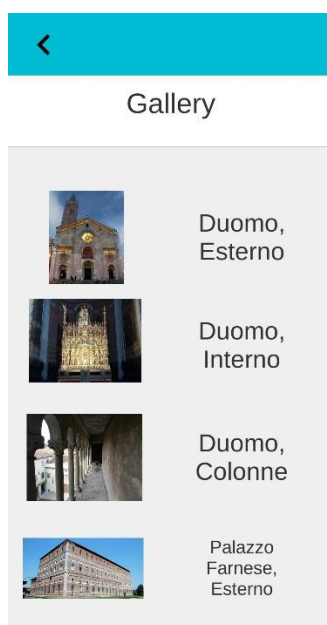 Gallery
Duomo,
Esterno
Duomo,
Interno
Duomo,
Colonne
Palazzo
Farnese,
Esterno